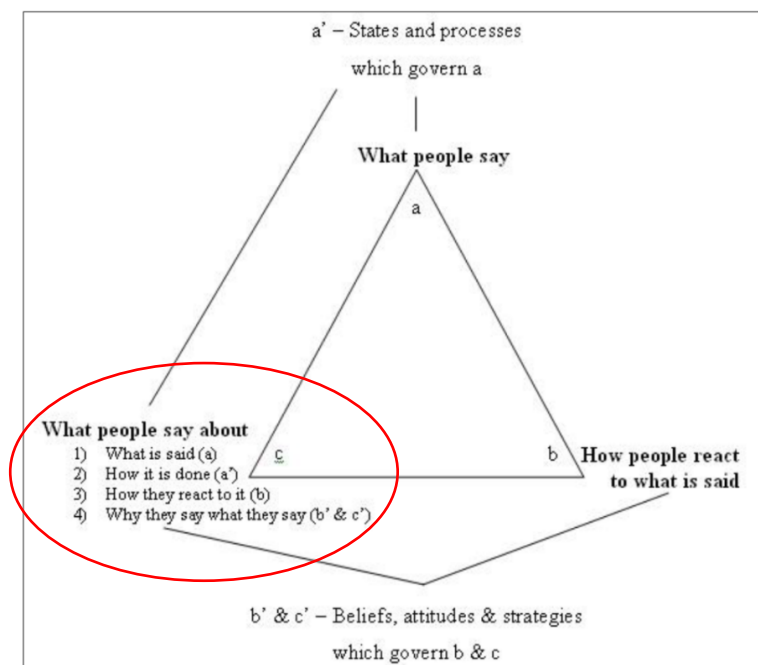 a’ – States and processes
which govern a
What people say
a
What people say about
1) What is said (a)
2) How it is done (a’)
3) How they react to it (b)
4) Why they say what they say (b’ & c’)
c
b
How people react
to what is said
b’ & c’ – Beliefs, attitudes & strategies
which govern b & c